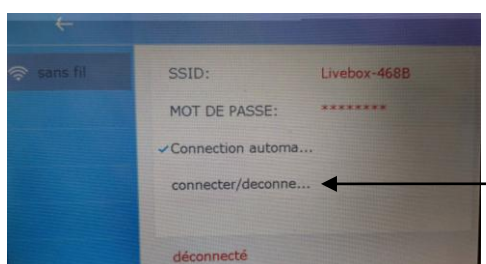 sans fil
SSID: Livebox-468B
MOT DE PASSE: ********
Connection automa...
connecter/deconne...
déconnecté